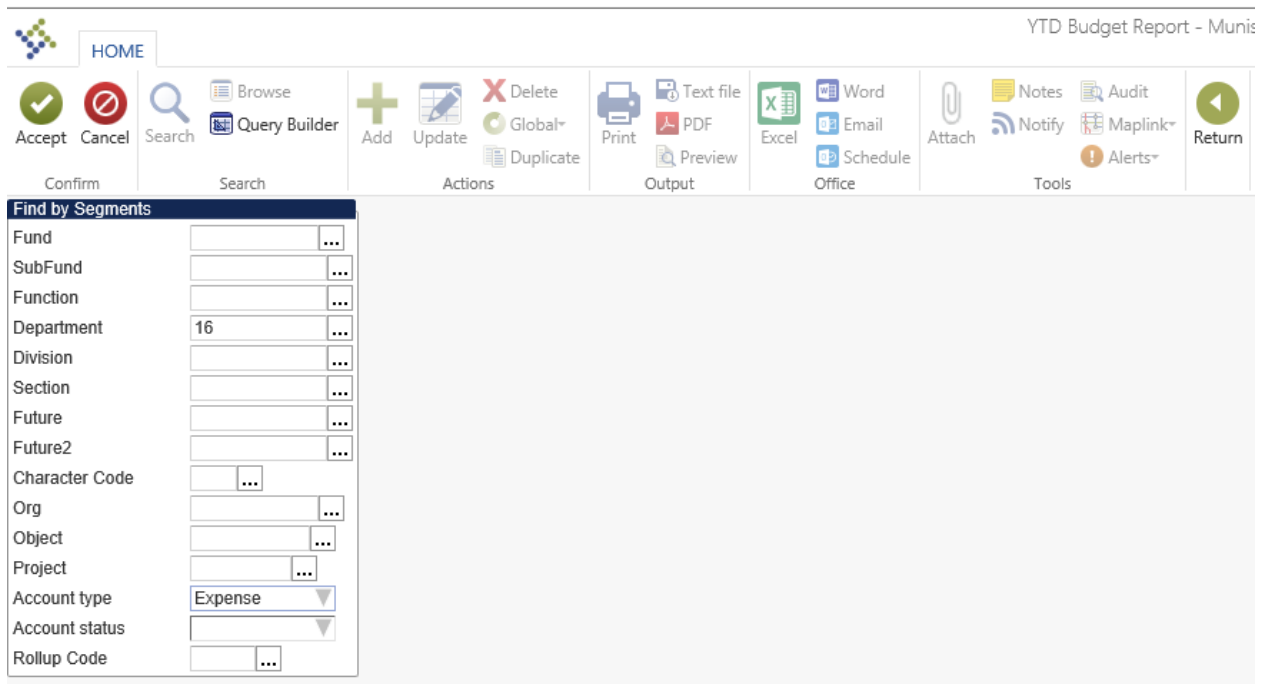 YTD Budget Report - Munis
HOME
Accept Cancel Search Browse Query Builder Add Update Delete Global Duplicate Print Text file PDF Preview Excel Word Email Schedule Attach Notes Notify Audit Maplink Alerts Return
Confirm Search Actions Output Office Tools
Find by Segments
Fund ...
SubFund ...
Function ...
Department 16 ...
Division ...
Section ...
Future ...
Future2 ...
Character Code ...
Org ...
Object ...
Project ...
Account type Expense
Account status
Rollup Code ...